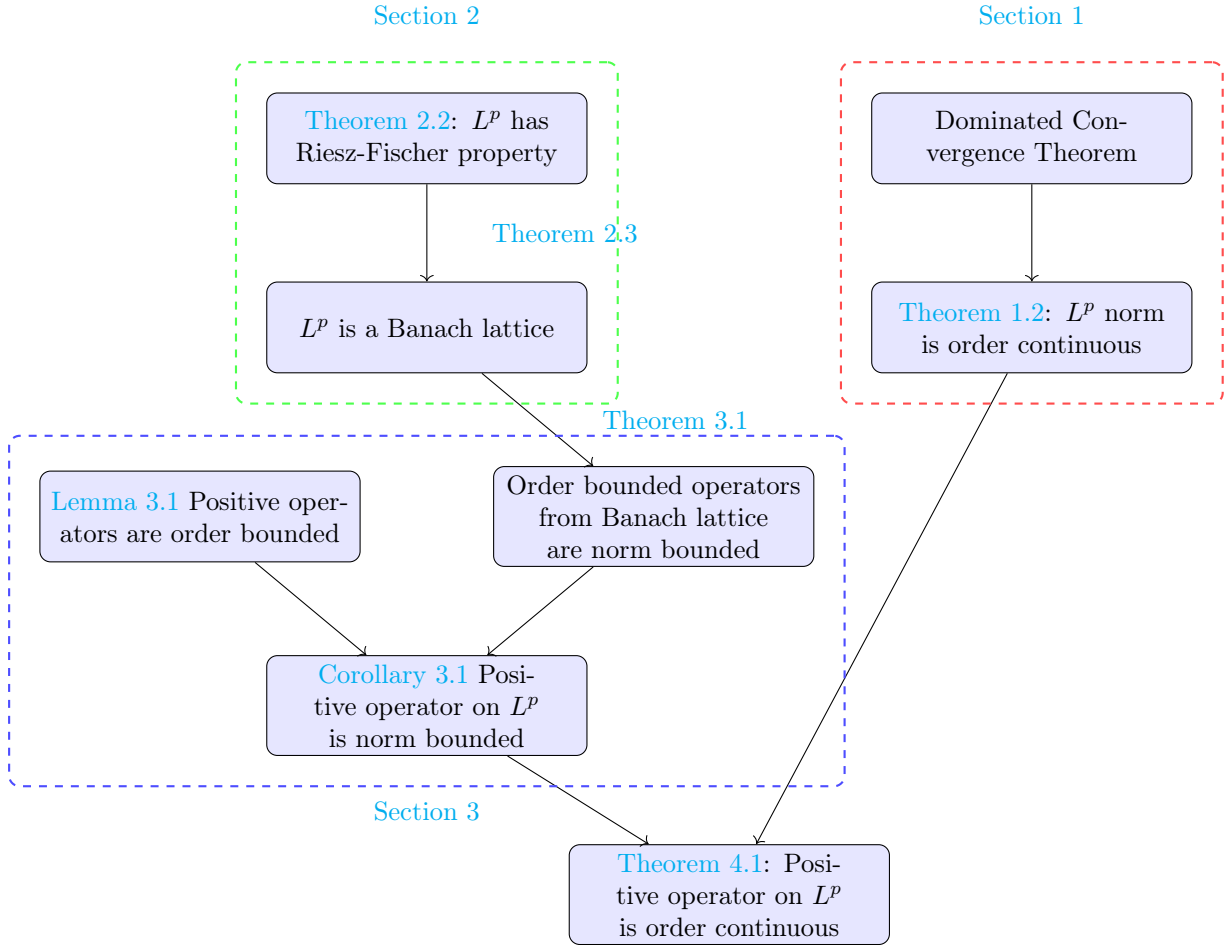 Section 2
Section 1
Theorem 2.2: L^p has
Riesz-Fischer property
Dominated Con-
vergence Theorem
Theorem 2.3
L^p is a Banach lattice
Theorem 1.2: L^p norm
is order continuous
Theorem 3.1
Lemma 3.1 Positive oper-
ators are order bounded
Order bounded operators
from Banach lattice
are norm bounded
Corollary 3.1 Posi-
tive operator on L^p
is norm bounded
Section 3
Theorem 4.1: Posi-
tive operator on L^p
is order continuous